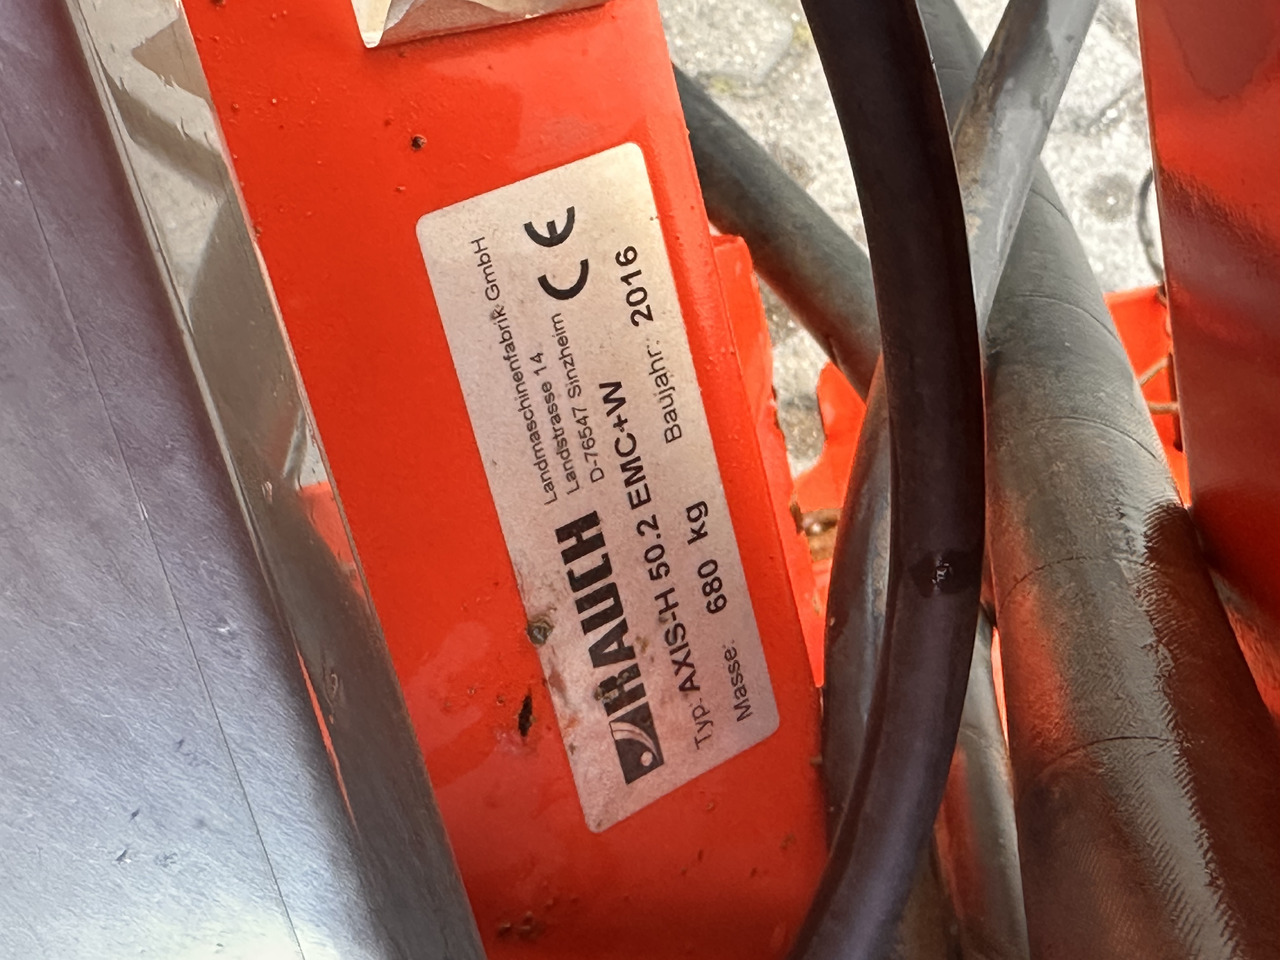 RAUCH
Landmaschinenfabrik GmbH
Landstrasse 14
D-76547 Sinzheim
CE
Typ. AXIS-H 50.2 EMC+W
Masse: 680 kg Baujahr: 2016